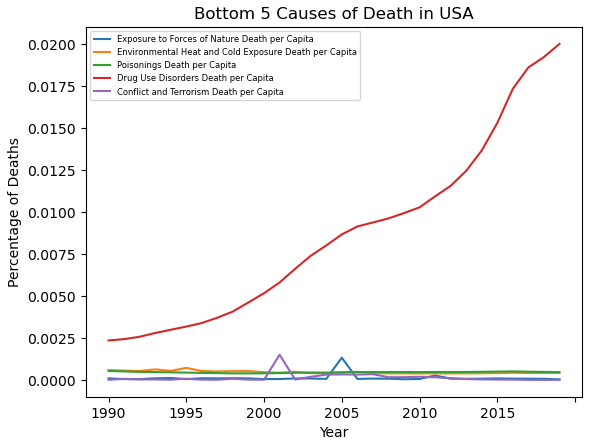 Bottom 5 Causes of Death in USA
Exposure to Forces of Nature Death per Capita
Environmental Heat and Cold Exposure Death per Capita
Poisonings Death per Capita
Drug Use Disorders Death per Capita
Conflict and Terrorism Death per Capita
Percentage of Deaths
0.0200
0.0175
0.0150
0.0125
0.0100
0.0075
0.0050
0.0025
0.0000
1990 1995 2000 2005 2010 2015
Year